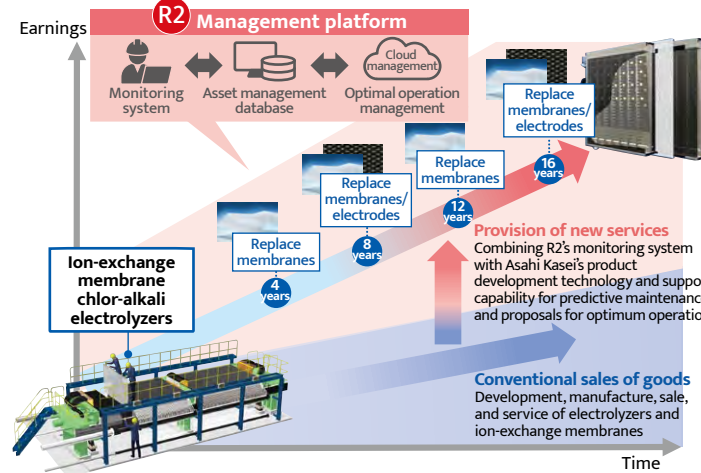 Earnings
R2 Management platform
Cloud
management
Monitoring
system
Asset management
database
Optimal operation
management
Replace
membranes/
electrodes
16
years
Replace
membranes
12
years
Replace
membranes/
electrodes
8
years
Replace
membranes
4
years
Ion-exchange
membrane
chlor-alkali
electrolyzers
Provision of new services
Combining R2's monitoring system
with Asahi Kasei's product
development technology and suppo
capability for predictive maintenanc
and proposals for optimum operatio
Conventional sales of goods
Development, manufacture, sale,
and service of electrolyzers and
ion-exchange membranes
Time